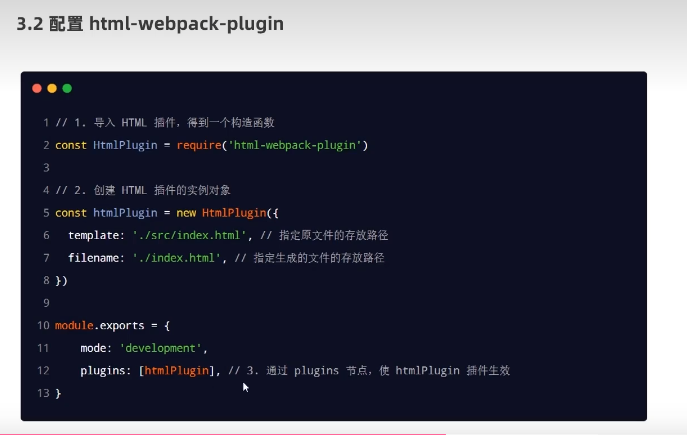 3.2 配置 html-webpack-plugin
1 // 1. 导入 HTML 插件，得到一个构造函数
2 const HtmlPlugin = require('html-webpack-plugin')
3
4 // 2. 创建 HTML 插件的实例对象
5 const htmlPlugin = new HtmlPlugin({
6 template: './src/index.html', // 指定原文件的存放路径
7 filename: './index.html', // 指定生成的文件的存放路径
8 })
9
10 module.exports = {
11 mode: 'development',
12 plugins: [htmlPlugin], // 3. 通过 plugins 节点，使 htmlPlugin 插件生效
13 }